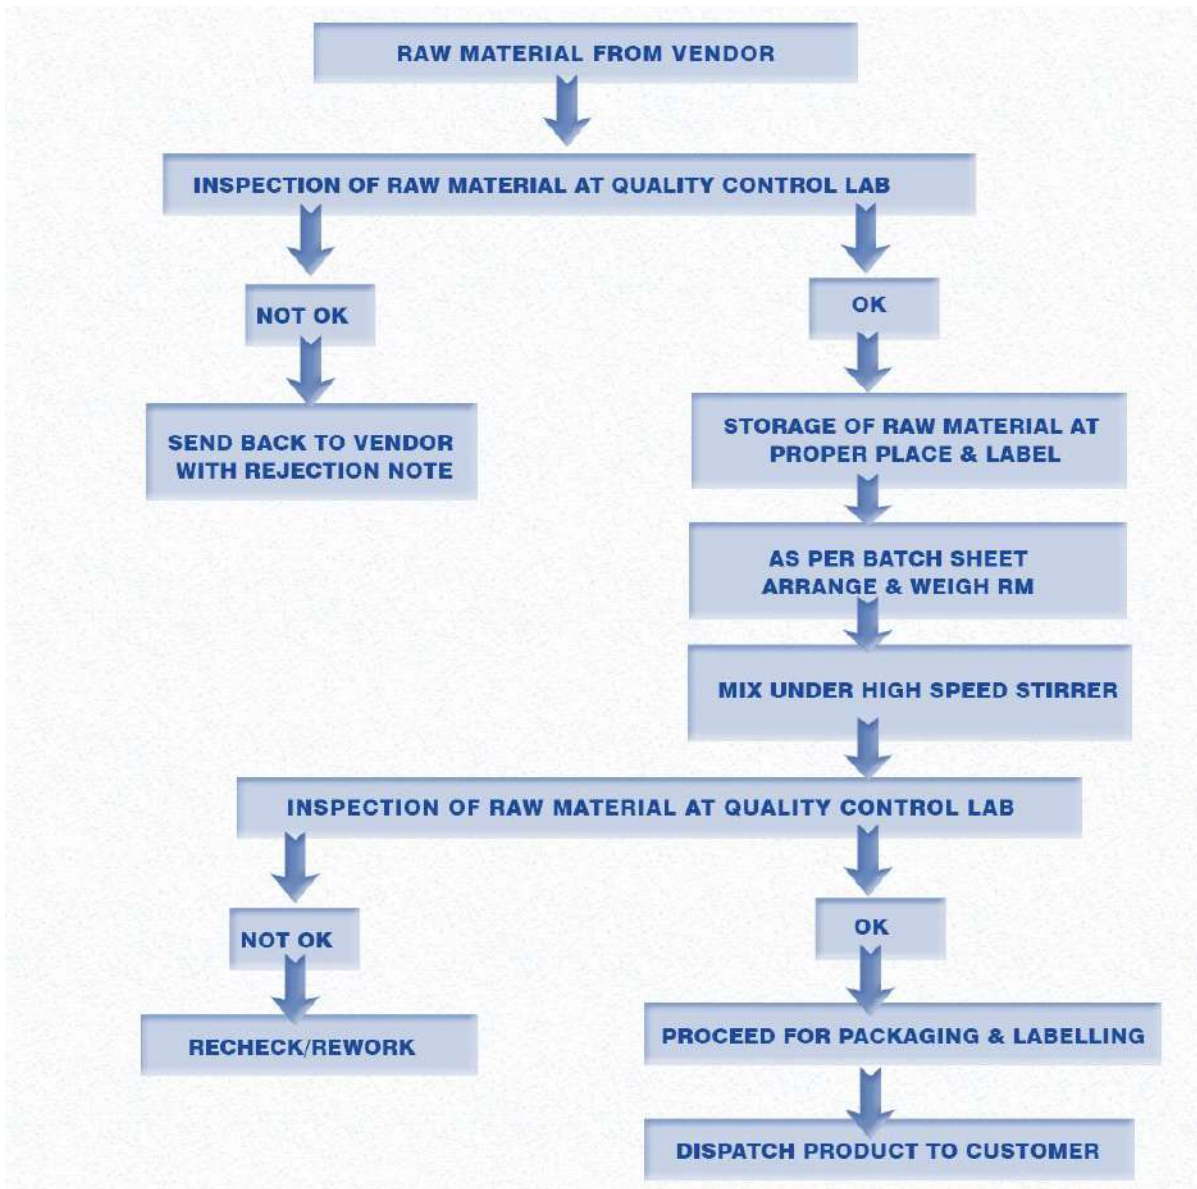 RAW MATERIAL FROM VENDOR
INSPECTION OF RAW MATERIAL AT QUALITY CONTROL LAB
NOT OK
OK
SEND BACK TO VENDOR
WITH REJECTION NOTE
STORAGE OF RAW MATERIAL AT
PROPER PLACE & LABEL
AS PER BATCH SHEET
ARRANGE & WEIGH RM
MIX UNDER HIGH SPEED STIRRER
INSPECTION OF RAW MATERIAL AT QUALITY CONTROL LAB
NOT OK
OK
RECHECK/REWORK
PROCEED FOR PACKAGING & LABELLING
DISPATCH PRODUCT TO CUSTOMER